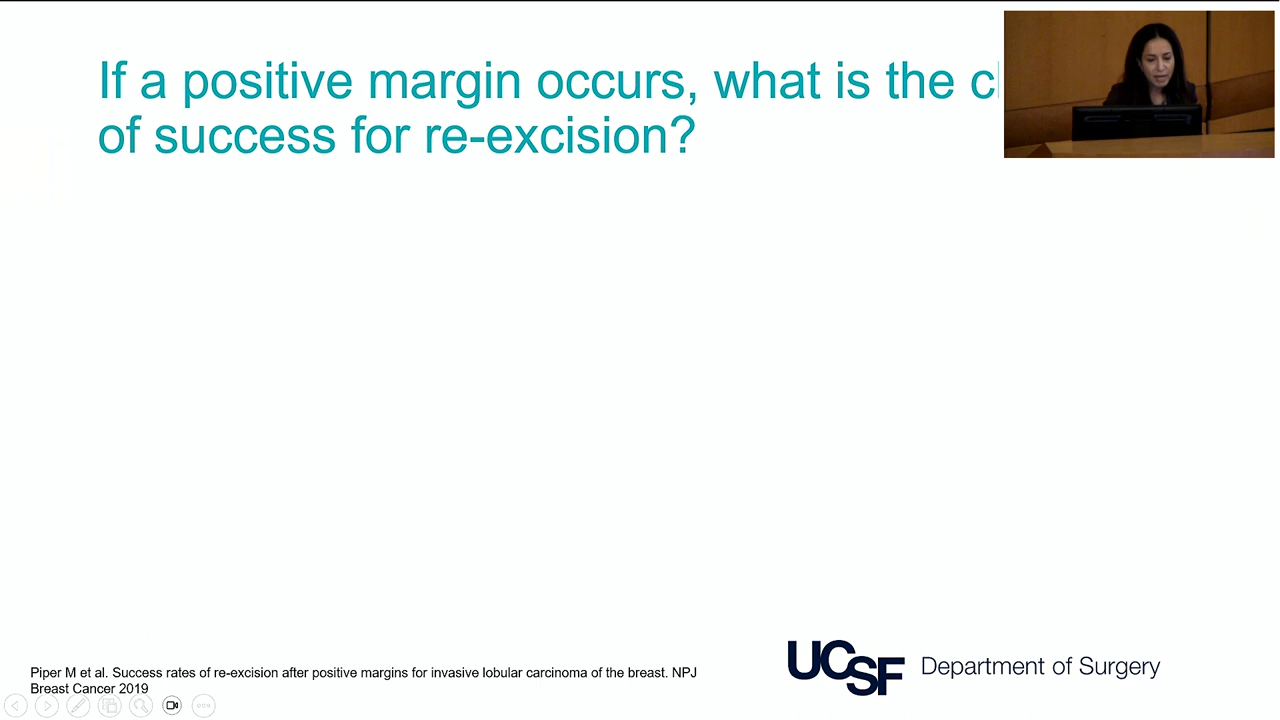 If a positive margin occurs, what is the
of success for re-excision?
Piper M et al. Success rates of re-excision after positive margins for invasive lobular carcinoma of the breast. NPJ
Breast Cancer 2019
UCSF Department of Surgery